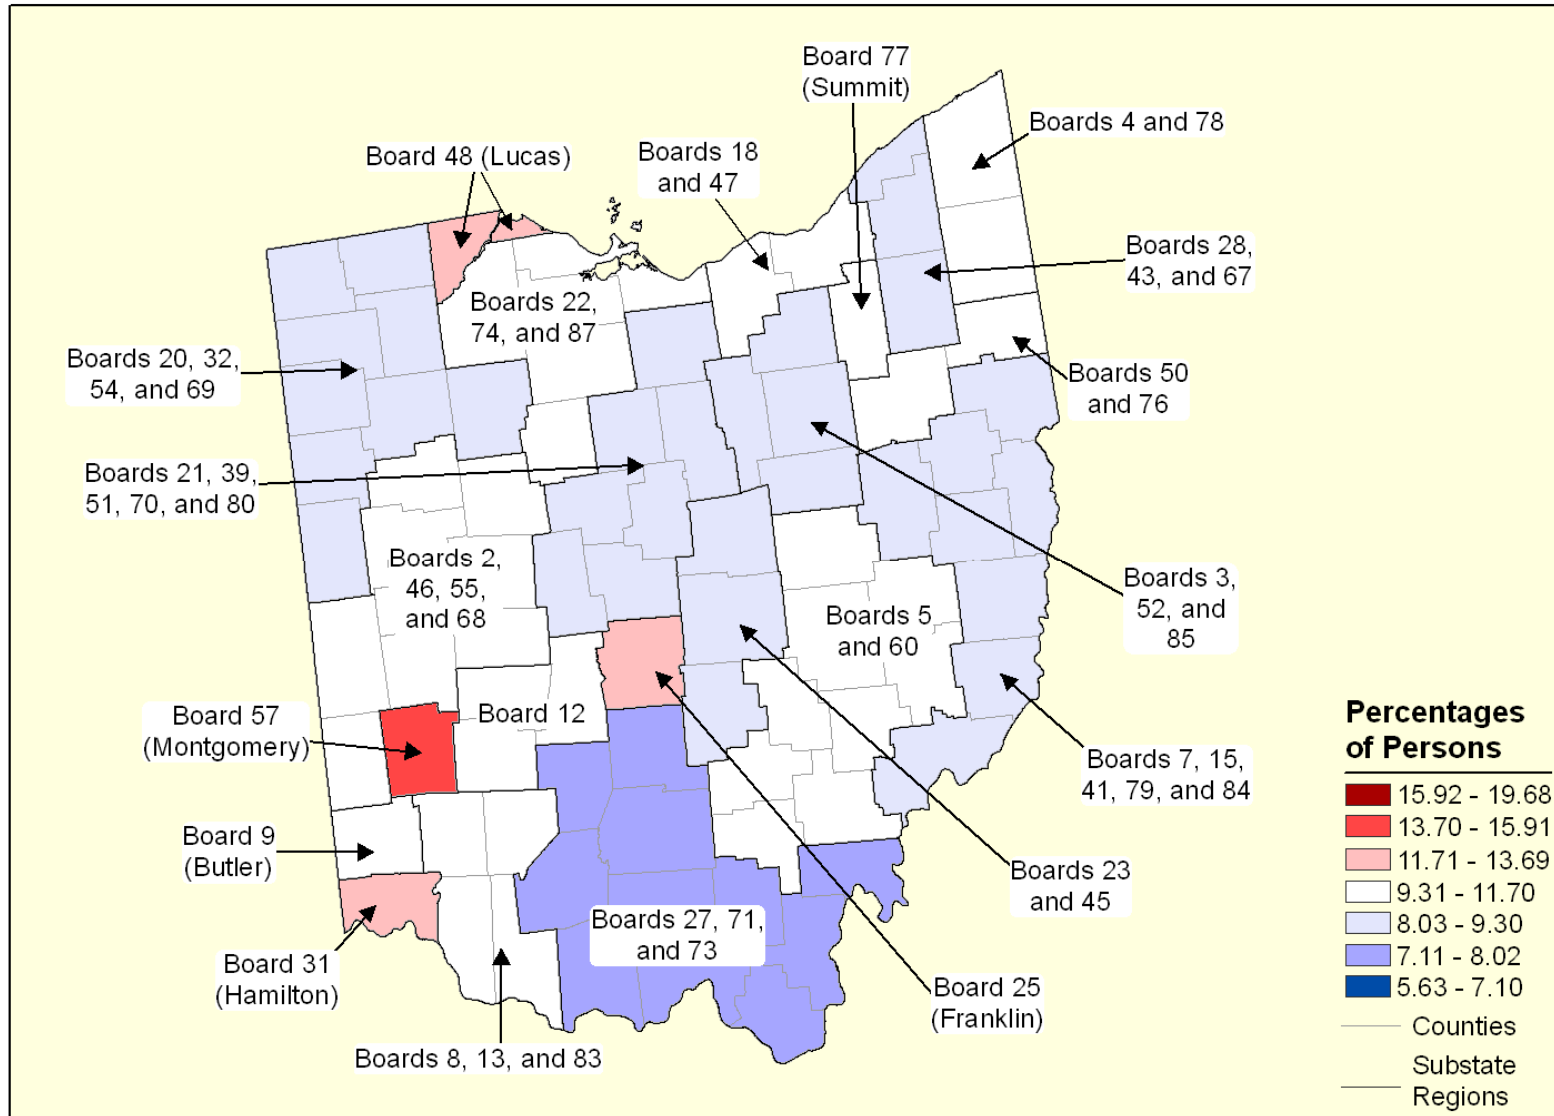 Board 77
(Summit)
Boards 4 and 78
Board 48 (Lucas)
Boards 18
and 47
Boards 28,
43, and 67
Boards 22,
74, and 87
Boards 20, 32,
54, and 69
Boards 50
and 76
Boards 21, 39,
51, 70, and 80
Boards 2,
46, 55,
and 68
Boards 3,
52, and
85
Boards 5
and 60
Board 57
(Montgomery)
Board 12
Boards 7, 15,
41, 79, and 84
Board 9
(Butler)
Boards 23
and 45
Boards 27, 71,
and 73
Board 31
(Hamilton)
Board 25
(Franklin)
Boards 8, 13, and 83
Percentages
of Persons
15.92 - 19.68
13.70 - 15.91
11.71 - 13.69
9.31 - 11.70
8.03 - 9.30
7.11 - 8.02
5.63 - 7.10
Counties
Substate
Regions